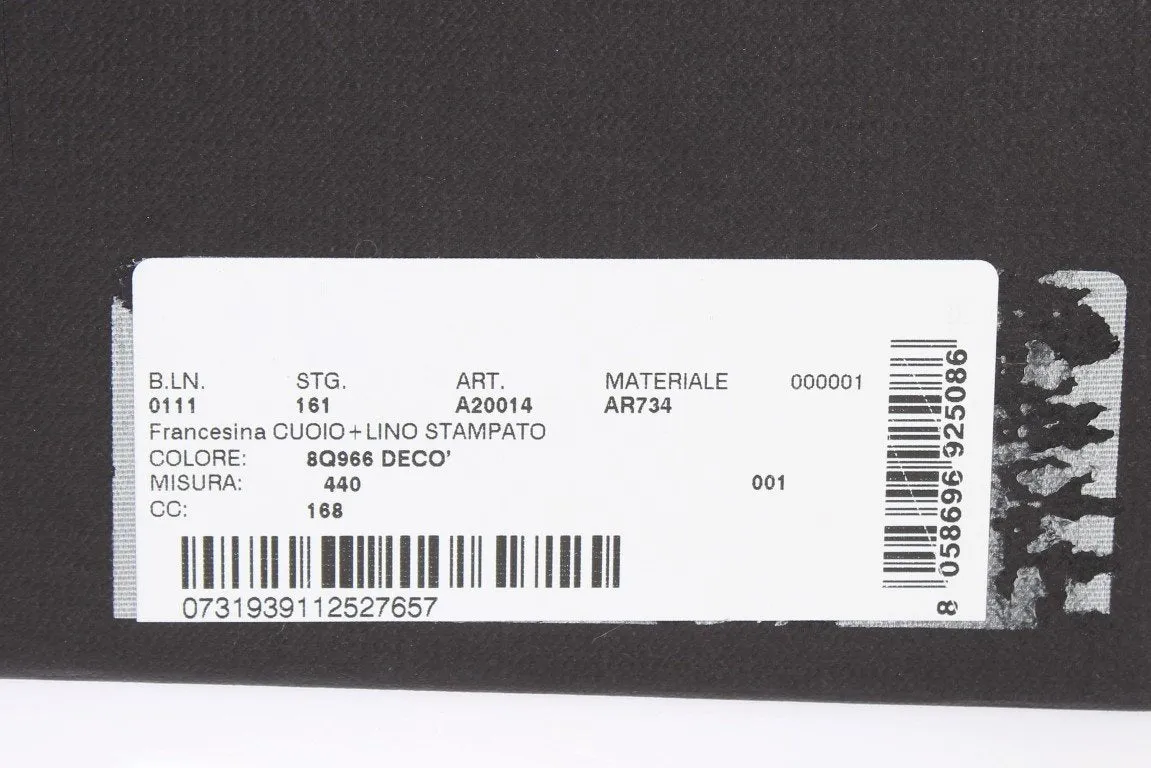 B.LN. STG. ART. MATERIALE 000001
0111 161 A20014 AR734
Francesina CUOIO+LINO STAMPATO
COLORE: 8Q966 DECO'
MISURA: 440 001
CC: 168
0731939112527657
8 058696 925086